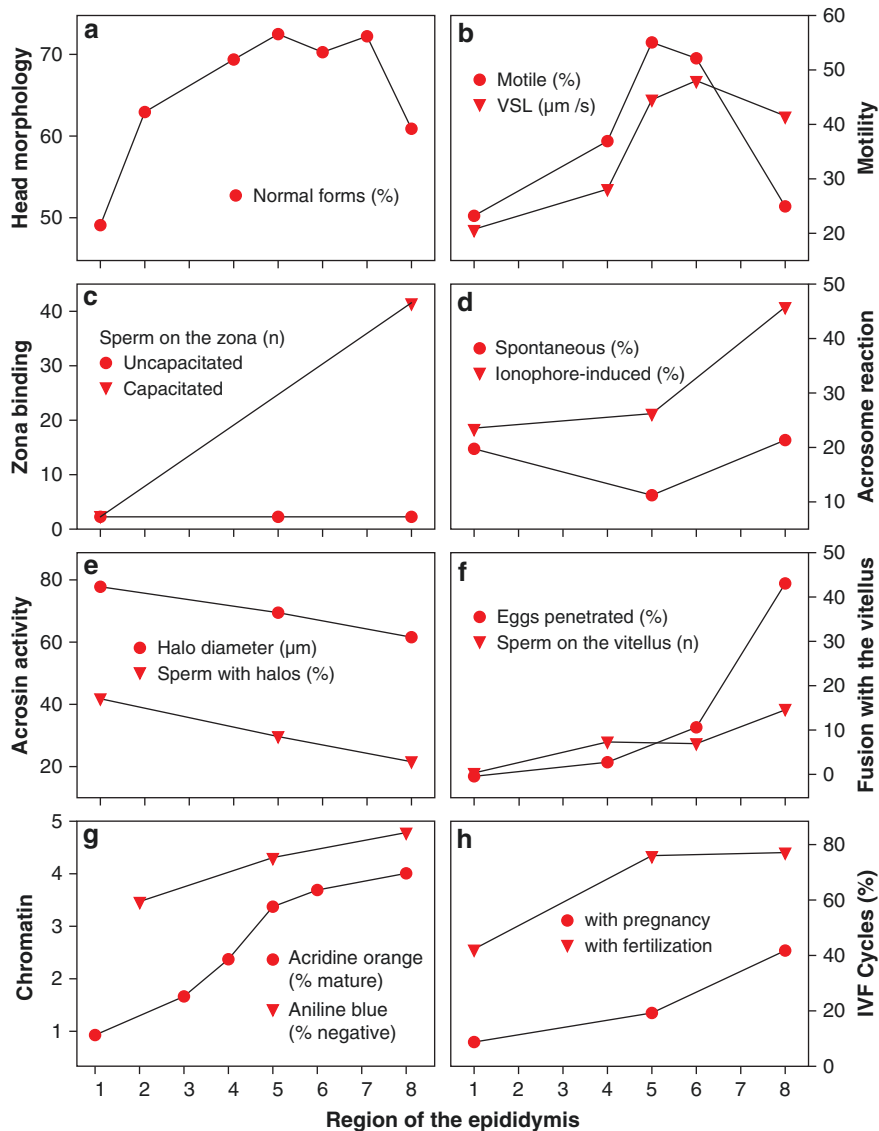 a
Head morphology
70
60
50
Normal forms (%)
b
Motile (%)
VSL (µm /s)
60
50
40
30
20
Motility
c
Zona binding
40
30
20
10
0
Sperm on the zona (n)
Uncapacitated
Capacitated
d
Spontaneous (%)
Ionophore-induced (%)
50
40
30
20
10
Acrosome reaction
e
Acrosin activity
80
60
40
20
Halo diameter (µm)
Sperm with halos (%)
f
Eggs penetrated (%)
Sperm on the vitellus (n)
50
40
30
20
10
0
Fusion with the vitellus
g
Chromatin
5
4
3
2
1
Acridine orange
(% mature)
Aniline blue
(% negative)
1 2 3 4 5 6 7 8
h
with pregnancy
with fertilization
80
60
40
20
0
IVF Cycles (%)
1 2 3 4 5 6 7 8
Region of the epididymis